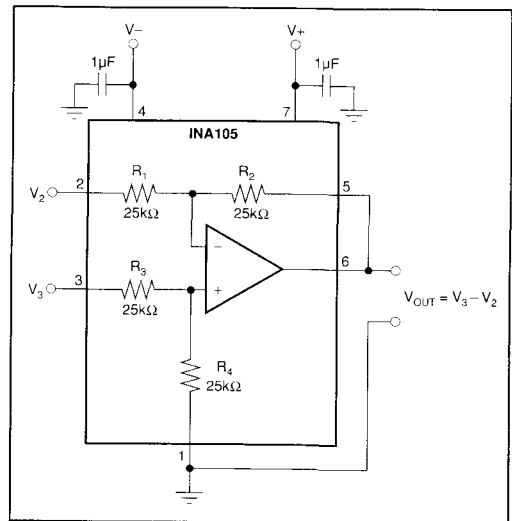 V– V+
1µF 1µF
4 7
INA105
R1 R2
2 5
V2 25kΩ 25kΩ
–
6
R3
3
V3 25kΩ +
VOUT = V3 – V2
R4
25kΩ
1